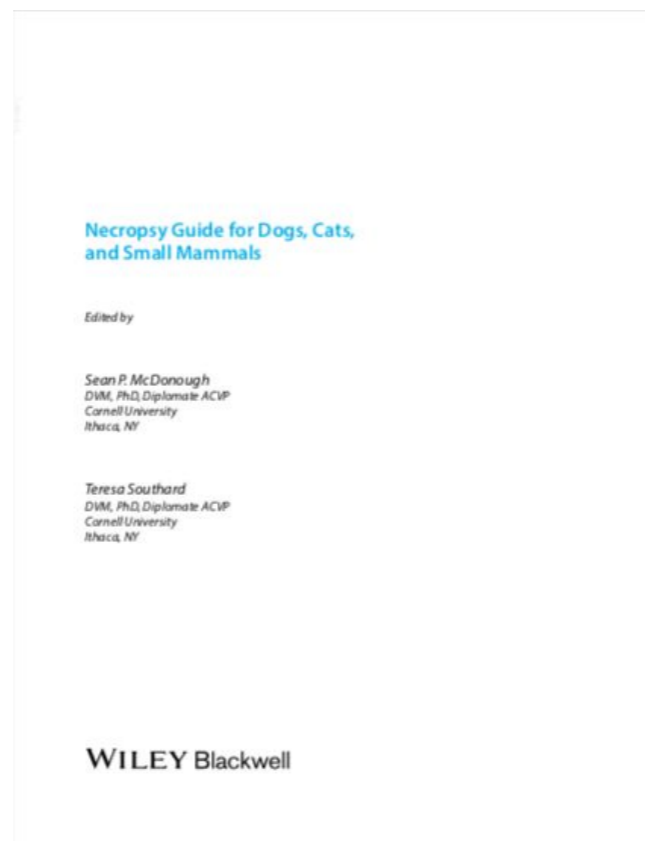 Necropsy Guide for Dogs, Cats,
and Small Mammals
Edited by
Sean P. McDonough
DVM, PhD, Diplomate ACVP
Cornell University
Ithaca, NY
Teresa Southard
DVM, PhD, Diplomate ACVP
Cornell University
Ithaca, NY
WILEY Blackwell